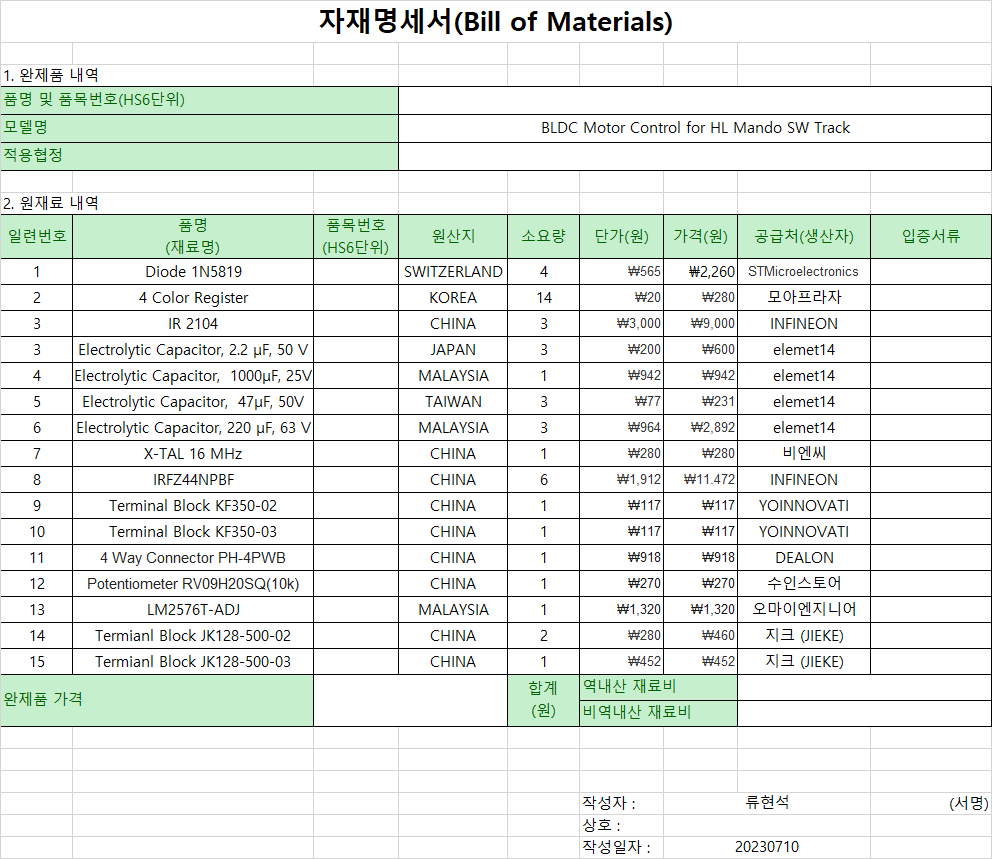 자재명세서(Bill of Materials)
1. 완제품 내역
품명 및 품목번호(HS6단위)
모델명 BLDC Motor Control for HL Mando SW Track
적용협정
2. 원재료 내역
일련번호 품명 (재료명) 품목번호 (HS6단위) 원산지 소요량 단가(원) 가격(원) 공급처(생산자) 입증서류
1 Diode 1N5819 SWITZERLAND 4 ₩565 ₩2,260 STMicroelectronics
2 4 Color Register KOREA 14 ₩20 ₩280 모아프라자
3 IR 2104 CHINA 3 ₩3,000 ₩9,000 INFINEON
3 Electrolytic Capacitor, 2.2 µF, 50 V JAPAN 3 ₩200 ₩600 elemet14
4 Electrolytic Capacitor, 1000µF, 25V MALAYSIA 1 ₩942 ₩942 elemet14
5 Electrolytic Capacitor, 47µF, 50V TAIWAN 3 ₩77 ₩231 elemet14
6 Electrolytic Capacitor, 220 µF, 63 V MALAYSIA 3 ₩964 ₩2,892 elemet14
7 X-TAL 16 MHz CHINA 1 ₩280 ₩280 비엔씨
8 IRFZ44NPBF CHINA 6 ₩1,912 ₩11.472 INFINEON
9 Terminal Block KF350-02 CHINA 1 ₩117 ₩117 YOINNOVATI
10 Terminal Block KF350-03 CHINA 1 ₩117 ₩117 YOINNOVATI
11 4 Way Connector PH-4PWB CHINA 1 ₩918 ₩918 DEALON
12 Potentiometer RV09H20SQ(10k) CHINA 1 ₩270 ₩270 수인스토어
13 LM2576T-ADJ MALAYSIA 1 ₩1,320 ₩1,320 오마이엔지니어
14 Termianl Block JK128-500-02 CHINA 2 ₩280 ₩460 지크 (JIEKE)
15 Termianl Block JK128-500-03 CHINA 1 ₩452 ₩452 지크 (JIEKE)
완제품 가격 합계 (원) 역내산 재료비
비역내산 재료비
작성자 : 류현석 (서명)
상호 :
작성일자 : 20230710